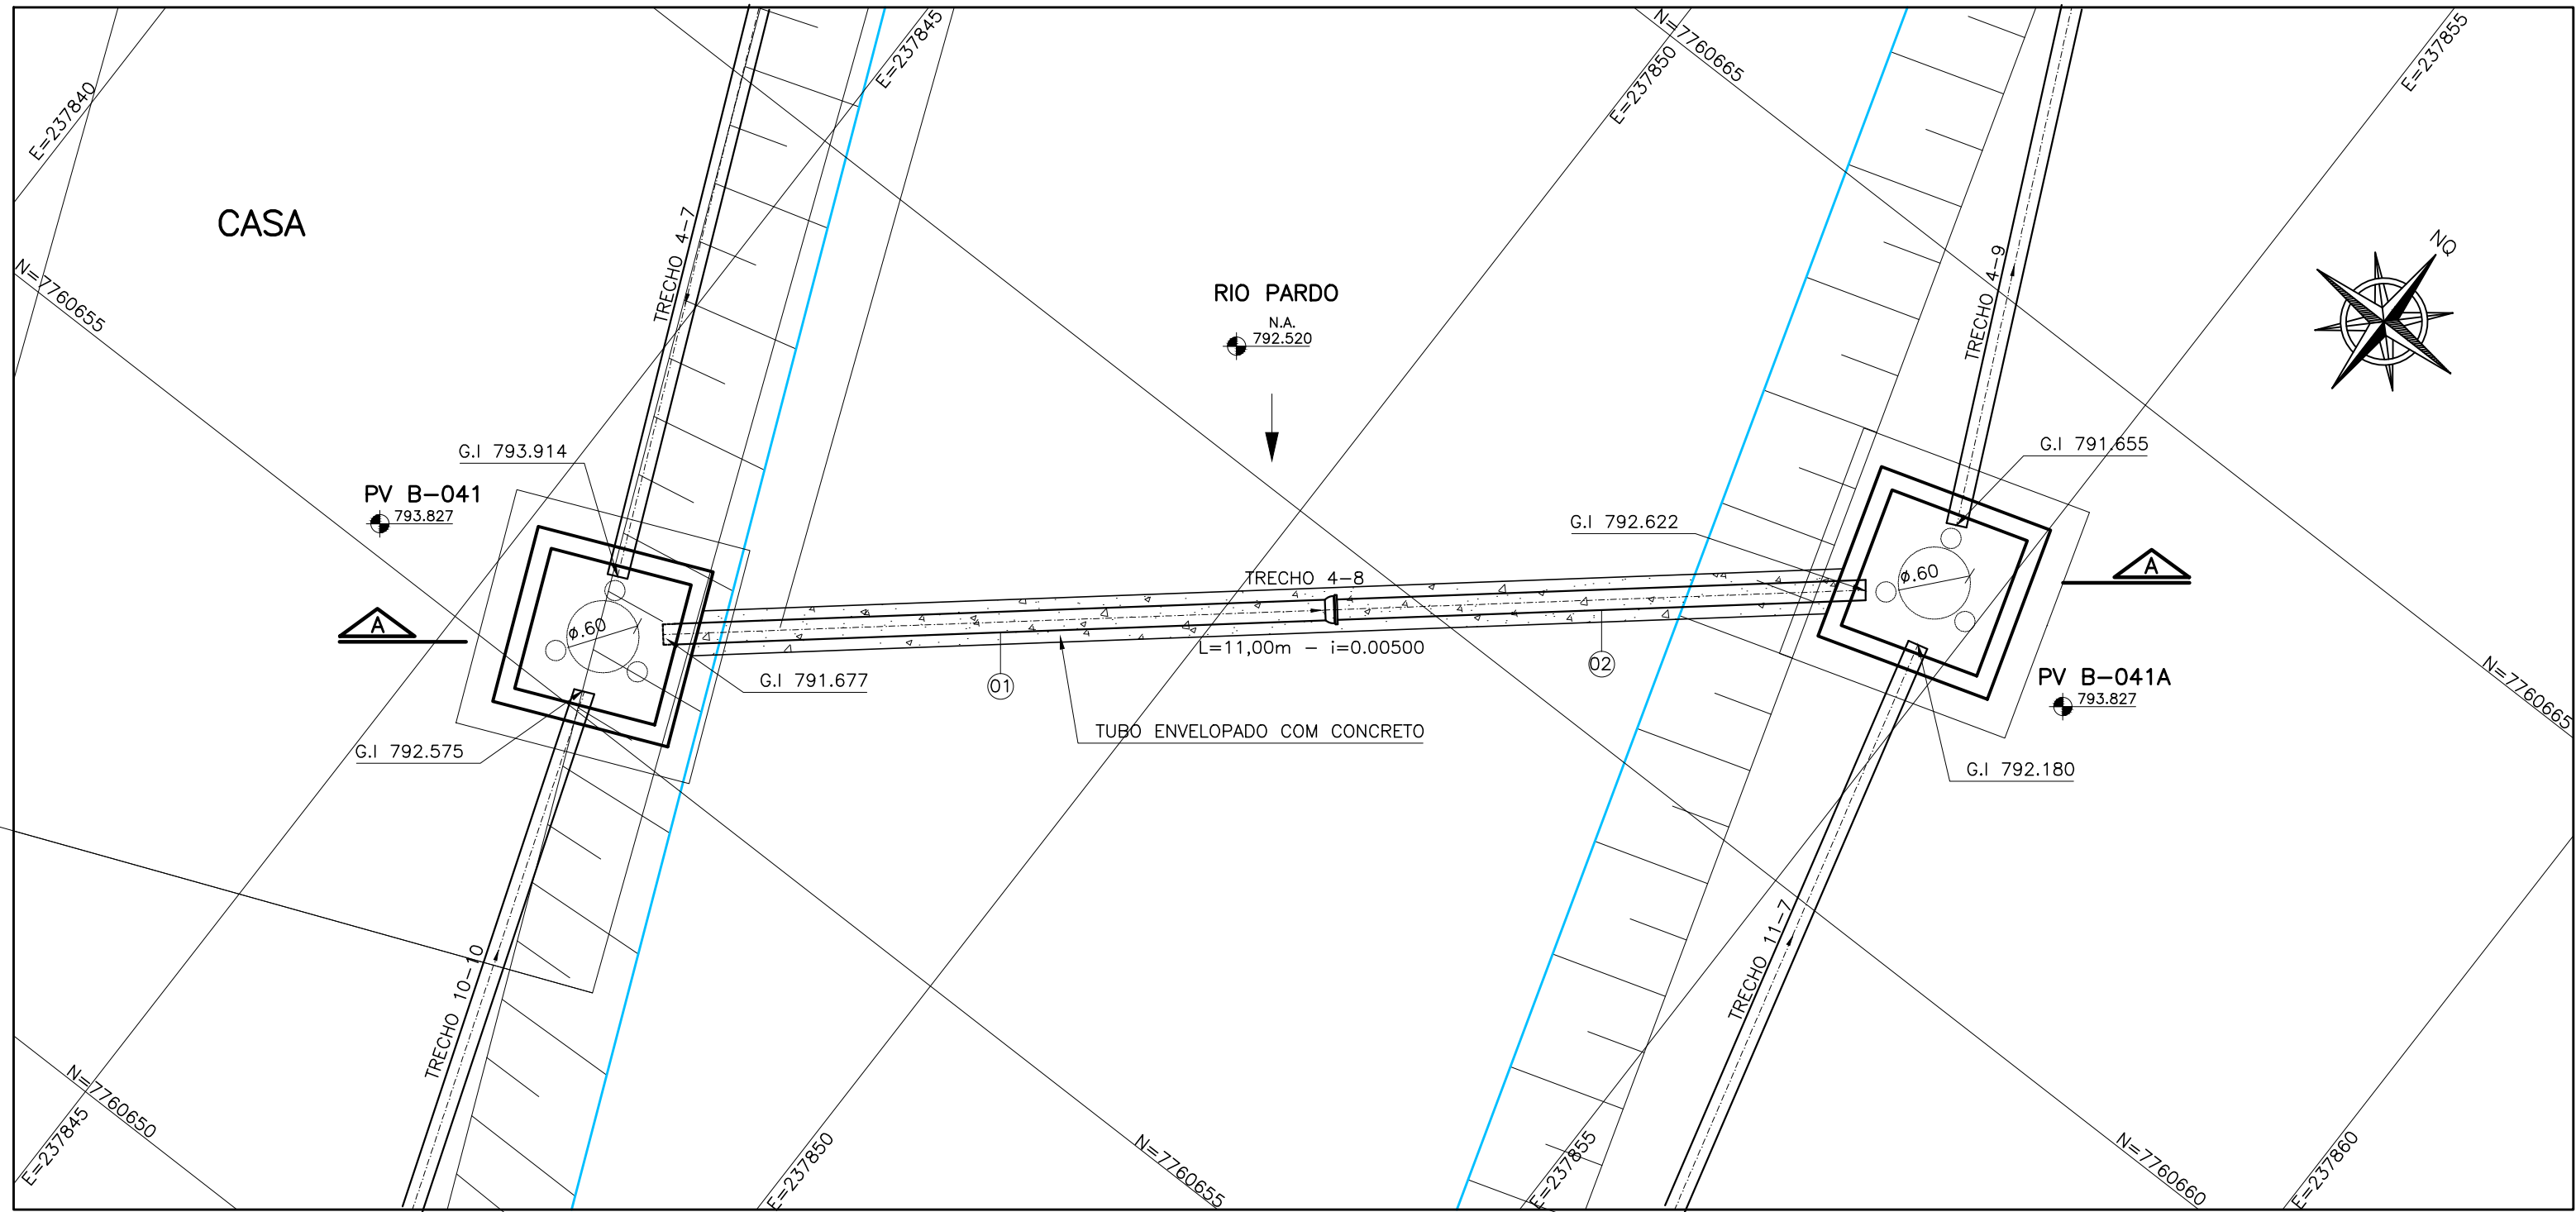 N=7760665
E=237855
E=237845
E=237850
E=237840
CASA
TRECHO 4-7
NQ
TRECHO 4-9
N=7760655
RIO PARDO
N.A.
792.520
G.I 793.914
G.I 791.655
PV B-041
793.827
G.I 792.622
A
TRECHO 4-8
ø.60
ø.60
A
L=11,00m - i=0.00500
01
02
G.I 791.677
PV B-041A
793.827
N=7760665
TUBO ENVELOPADO COM CONCRETO
G.I 792.575
G.I 792.180
TRECHO 11-7
TRECHO 10-10
N=7760650
E=237845
E=237850
N=7760655
E=237855
N=7760660
E=237860